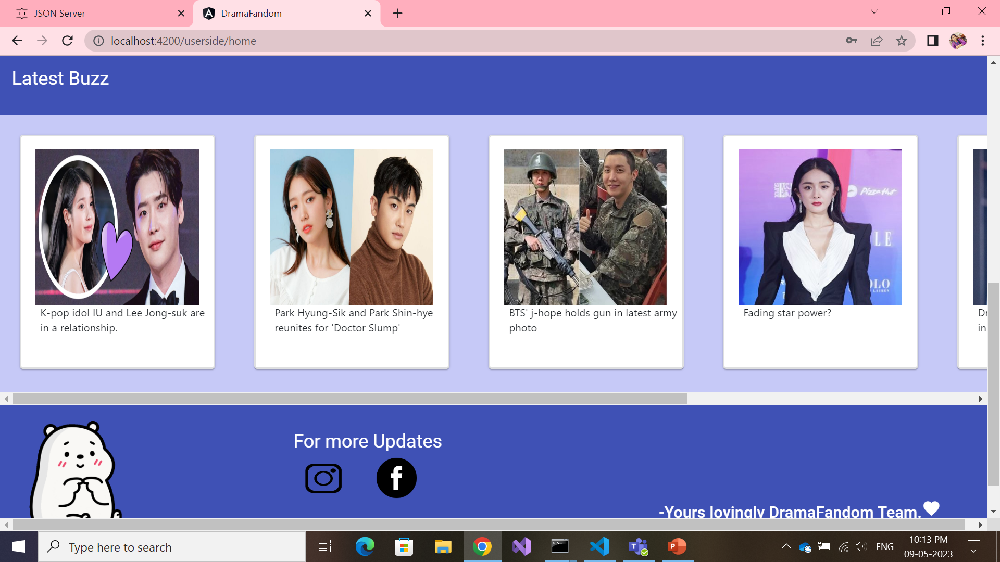 JSON Server
DramaFandom
localhost:4200/userside/home
Latest Buzz
Pizza Hut
K-pop idol IU and Lee Jong-suk are
in a relationship.
Park Hyung-Sik and Park Shin-hye
reunites for 'Doctor Slump'
BTS' j-hope holds gun in latest army
photo
Fading star power?
in
For more Updates
-Yours lovingly DramaFandom Team.
Type here to search
ENG
10:13 PM
09-05-2023